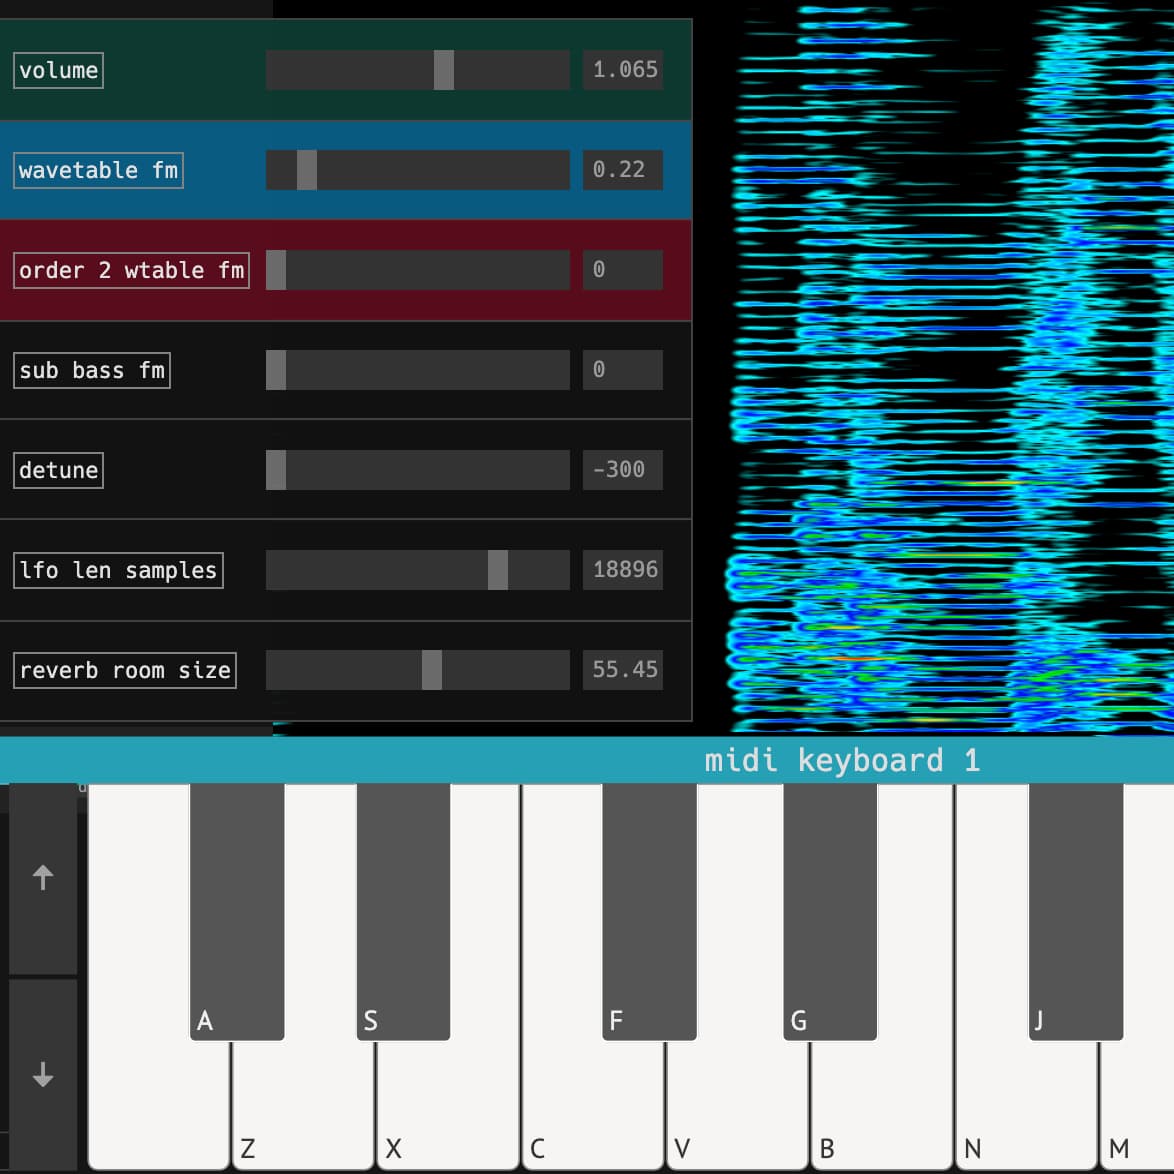 volume 1.065
wavetable fm 0.22
order 2 wtable fm 0
sub bass fm 0
detune -300
lfo len samples 18896
reverb room size 55.45
midi keyboard 1
↑
↓
A S F G J
Z X C V B N M